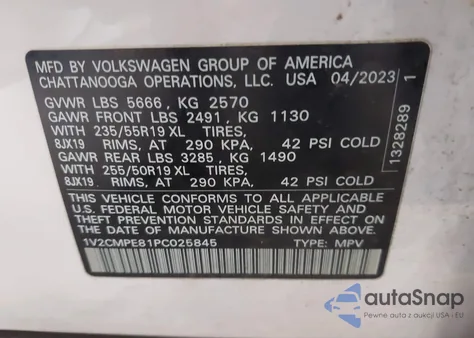 MFD BY VOLKSWAGEN GROUP OF AMERICA
CHATTANOOGA OPERATIONS, LLC. USA 04/2023
GVWR LBS 5666, KG 2570
GAWR FRONT LBS 2491, KG 1130
WITH 235/55R19 XL TIRES,
8JX19 RIMS, AT 290 KPA, 42 PSI COLD
GAWR REAR LBS 3285, KG 1490
WITH 255/50R19 XL TIRES,
8JX19. RIMS, AT 290 KPA, 42 PSI COLD
THIS VEHICLE CONFORMS TO ALL APPLICABLE
U.S. FEDERAL MOTOR VEHICLE SAFETY AND
THEFT PREVENTION STANDARDS IN EFFECT ON
THE DATE OF MANUFACTURE SHOWN ABOVE.
1V2CMPE81PC025845 TYPE: MPV
1328289 1
autoSnap
Pewne auta z aukcji USA i EU